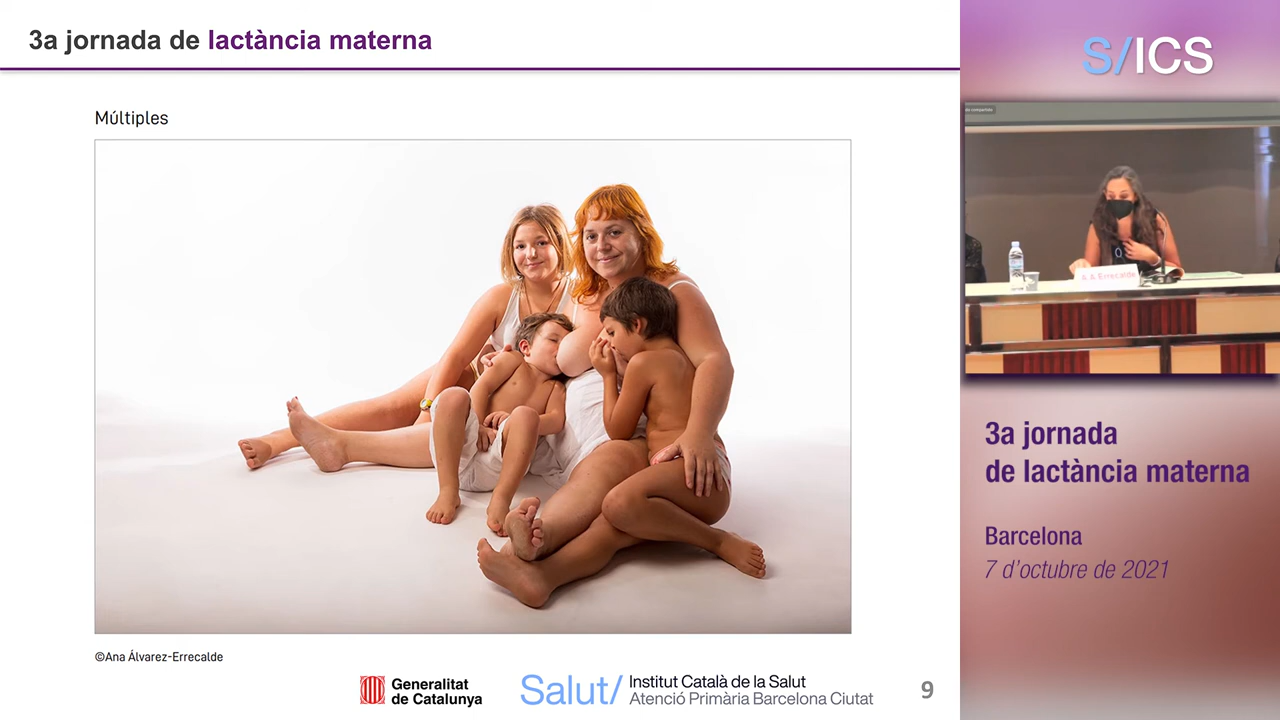 3a jornada de lactància materna
Múltiples
©Ana Álvarez-Errecalde
Generalitat
de Catalunya
Salut/
Institut Català de la Salut
Atenció Primària Barcelona Ciutat
9
S/ICS
A. Errecalde
3a jornada
de lactància materna
Barcelona
7 d'octubre de 2021